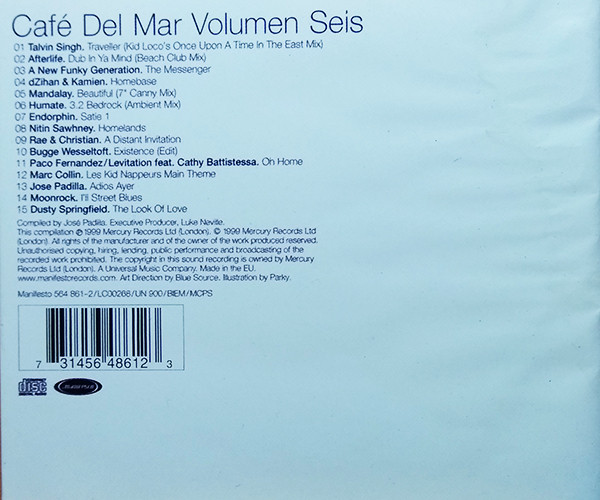 Café Del Mar Volumen Seis
01 Talvin Singh. Traveller (Kid Loco's Once Upon A Time In The East Mix)
02 Afterlife. Dub In Ya Mind (Beach Club Mix)
03 A New Funky Generation. The Messenger
04 dZihan & Kamien. Homebase
05 Mandalay. Beautiful (7" Canny Mix)
06 Humate. 3.2 Bedrock (Ambient Mix)
07 Endorphin. Satie 1
08 Nitin Sawhney. Homelands
09 Rae & Christian. A Distant Invitation
10 Bugge Wesseltoft. Existence (Edit)
11 Paco Fernandez/Levitation feat. Cathy Battistessa. Oh Home
12 Marc Collin. Les Kid Nappeurs Main Theme
13 Jose Padilla. Adios Ayer
14 Moonrock. I'll Street Blues
15 Dusty Springfield. The Look Of Love
Compiled by José Padilla. Executive Producer, Luke Neville.
This compilation ℗ 1999 Mercury Records Ltd (London). © 1999 Mercury Records Ltd
(London). All rights of the manufacturer and of the owner of the work produced reserved.
Unauthorised copying, hiring, lending, public performance and broadcasting of the
recorded work prohibited. The copyright in this sound recording is owned by Mercury
Records Ltd (London). A Universal Music Company. Made in the EU.
www.manifestorecords.com. Art Direction by Blue Source. Illustration by Parky.
Manifesto 564 861-2/LC00268/UN 900/BIEM/MCPS
7 31456 48612 3
disc